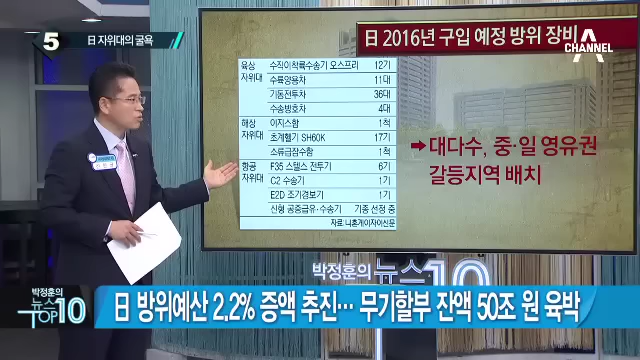 5 日 자위대의 굴욕
日 2016년 구입 예정 방위 장비
CHANNEL A
육상 자위대 수직이착륙수송기 오스프리 12기
수륙양용차 11대
기동전투차 36대
수송방호차 4대
해상 자위대 이지스함 1척
초계헬기 SH60K 17기
소류급잠수함 1척
항공 자위대 F35 스텔스 전투기 6기
C2 수송기 1기
E2D 조기경보기 1기
신형 공중급유·수송기 기종 선정 중
자료:니혼게이자이신문
➡ 대다수, 중·일 영유권
갈등지역 배치
박정훈의
뉴스
10
박정훈의
뉴스
TOP10
日 방위예산 2.2% 증액 추진… 무기할부 잔액 50조 원 육박